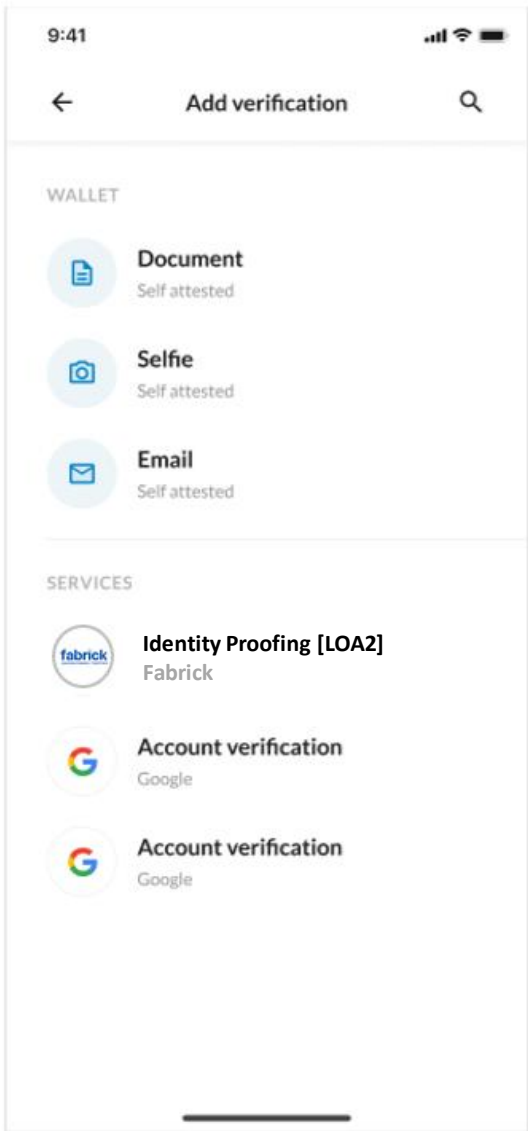 9:41
Add verification
WALLET
Document
Self attested
Selfie
Self attested
Email
Self attested
SERVICES
fabrick
Identity Proofing [LOA2]
Fabrick
Account verification
Google
Account verification
Google